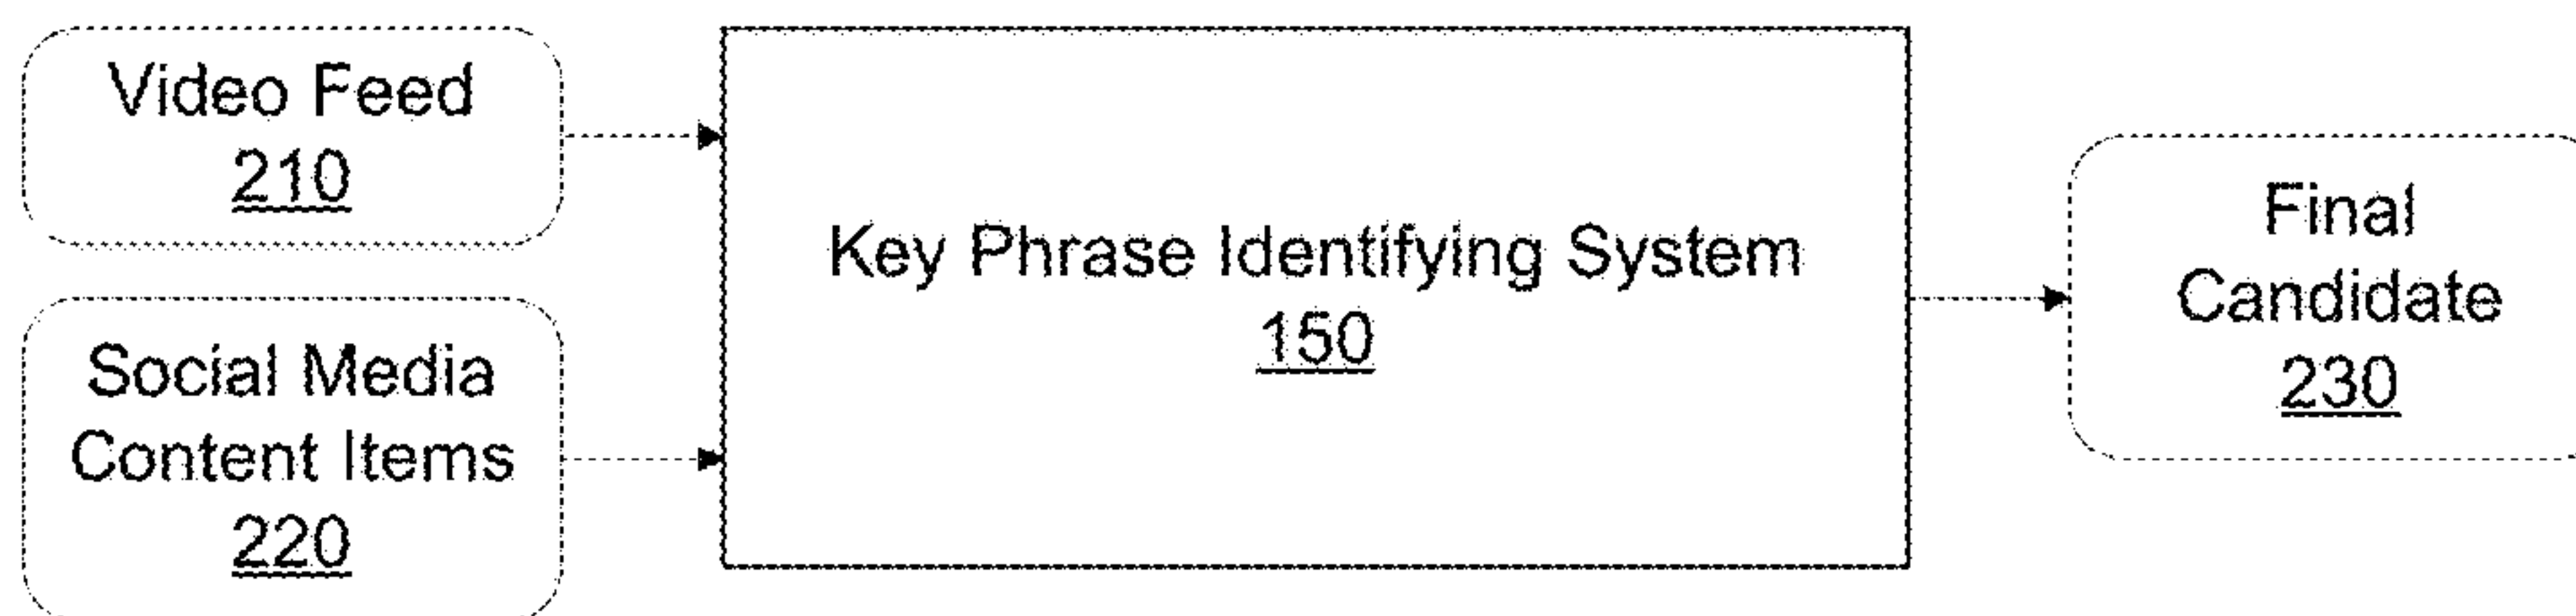 Video Feed
210
Social Media
Content Items
220
Key Phrase Identifying System
150
Final
Candidate
230